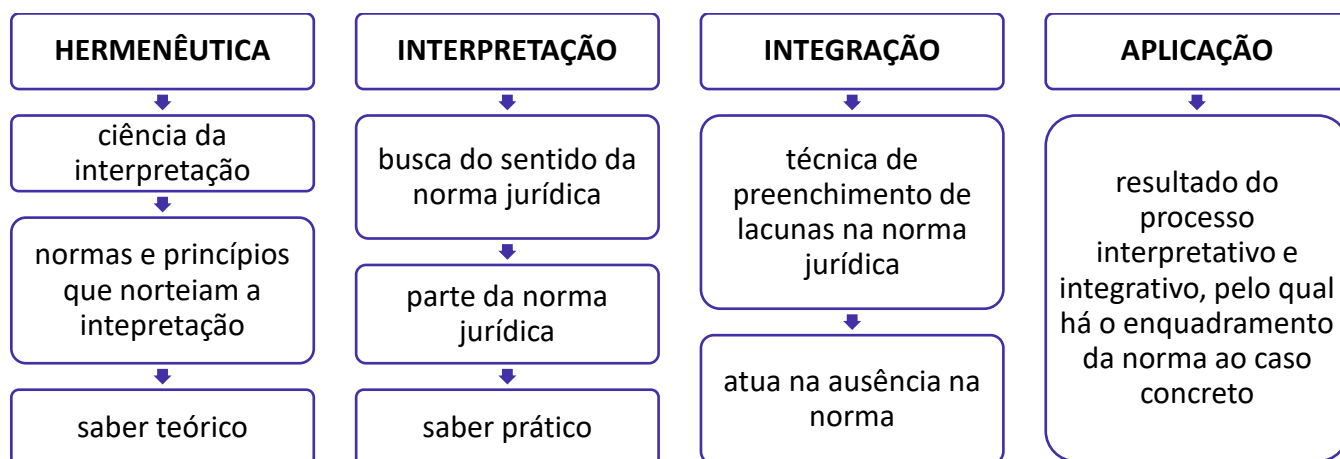 HERMENÊUTICA
ciência da
interpretação
normas e princípios
que norteiam a
intepretação
saber teórico
INTERPRETAÇÃO
busca do sentido da
norma jurídica
parte da norma
jurídica
saber prático
INTEGRAÇÃO
técnica de
preenchimento de
lacunas na norma
jurídica
atua na ausência na
norma
APLICAÇÃO
resultado do
processo
interpretativo e
integrativo, pelo qual
há o enquadramento
da norma ao caso
concreto